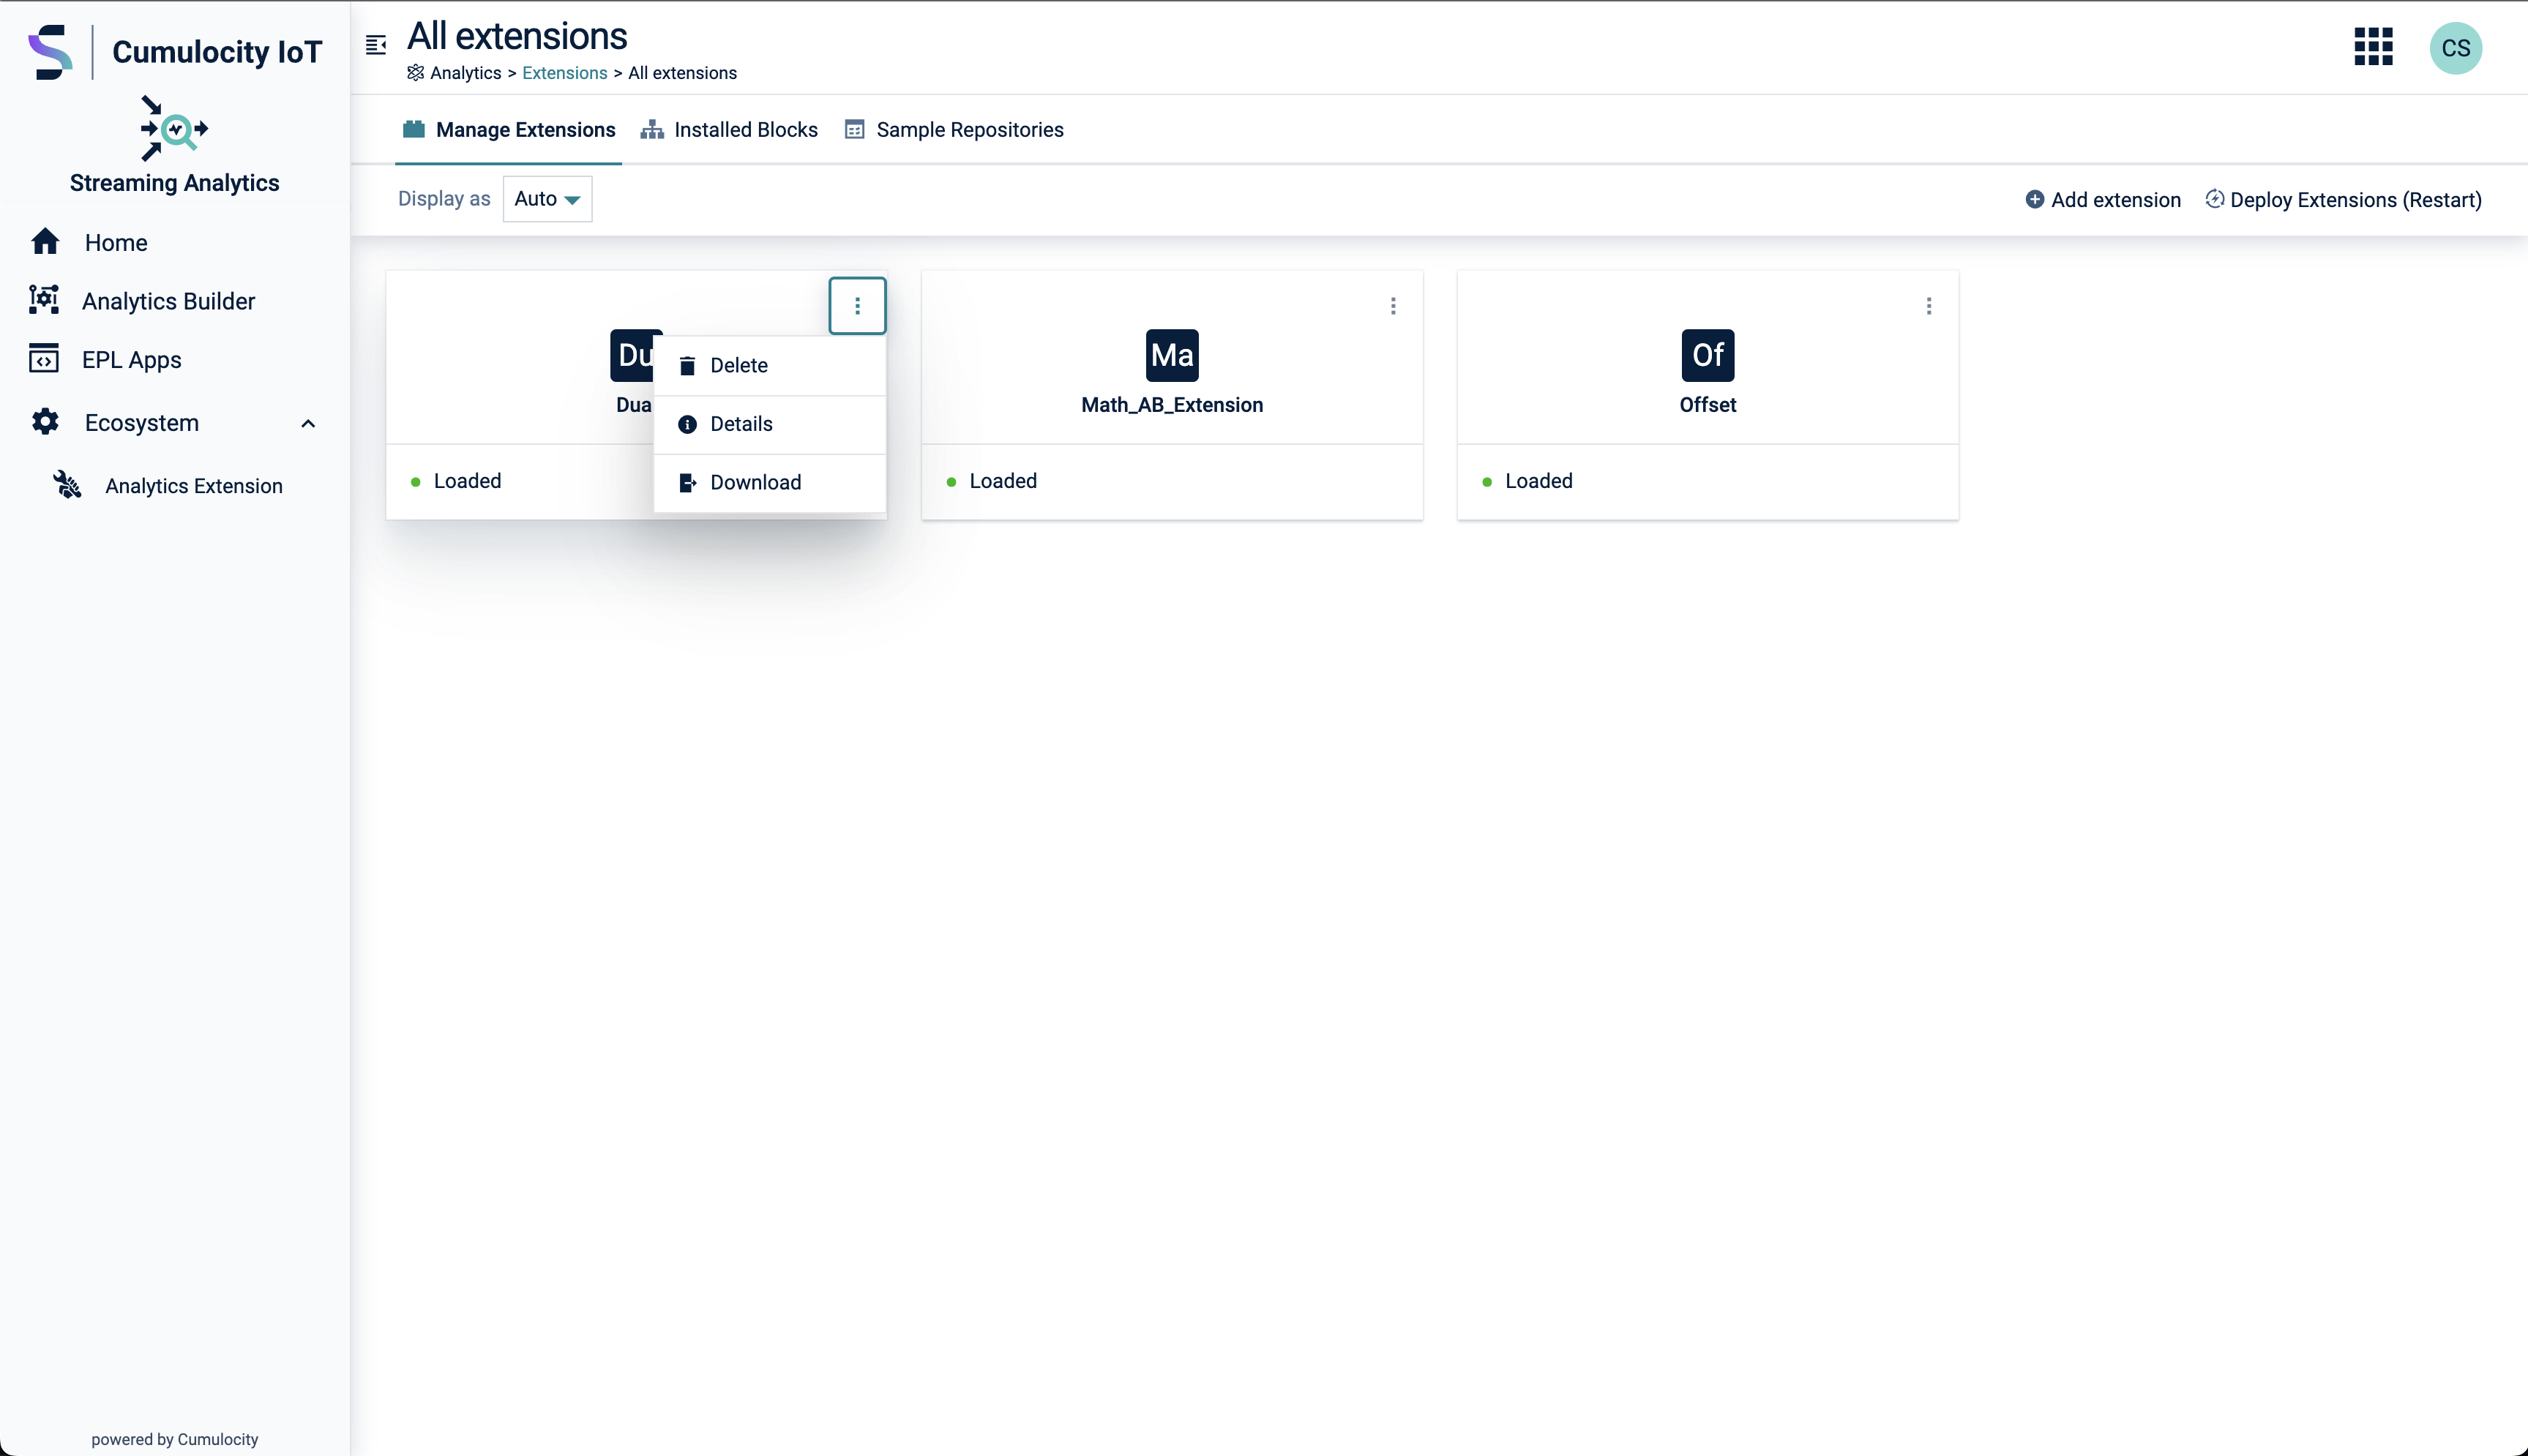 Cumulocity IoT
Streaming Analytics
Home
Analytics Builder
EPL Apps
Ecosystem
Analytics Extension
powered by Cumulocity
All extensions
Analytics > Extensions > All extensions
CS
Manage Extensions
Installed Blocks
Sample Repositories
Display as
Auto
Add extension
Deploy Extensions (Restart)
Du
Dua
Loaded
Delete
Details
Download
Ma
Math_AB_Extension
Loaded
Of
Offset
Loaded